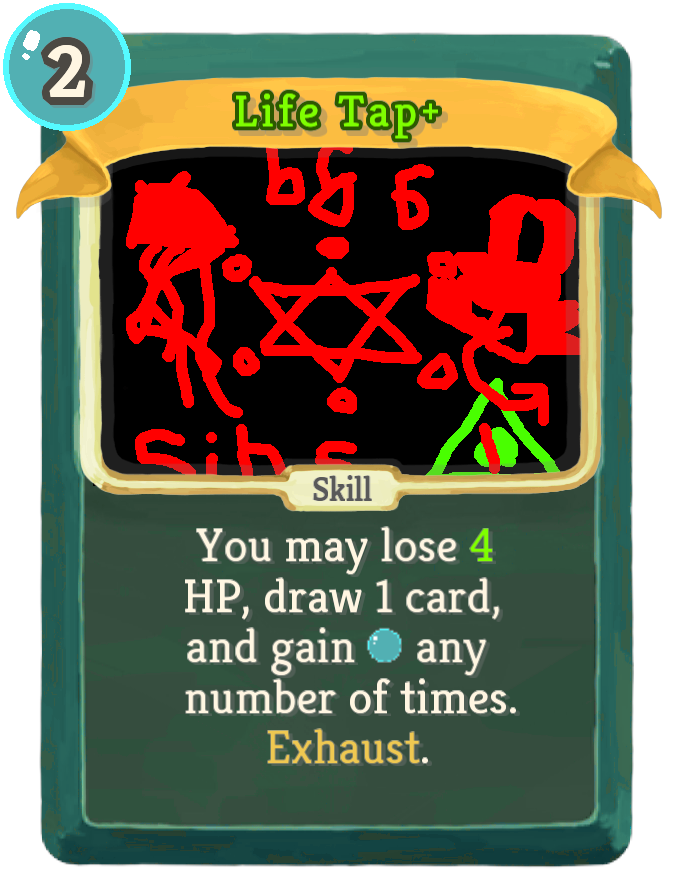 2
Life Tap+
666
Skill
You may lose 4
HP, draw 1 card,
and gain any
number of times.
Exhaust.